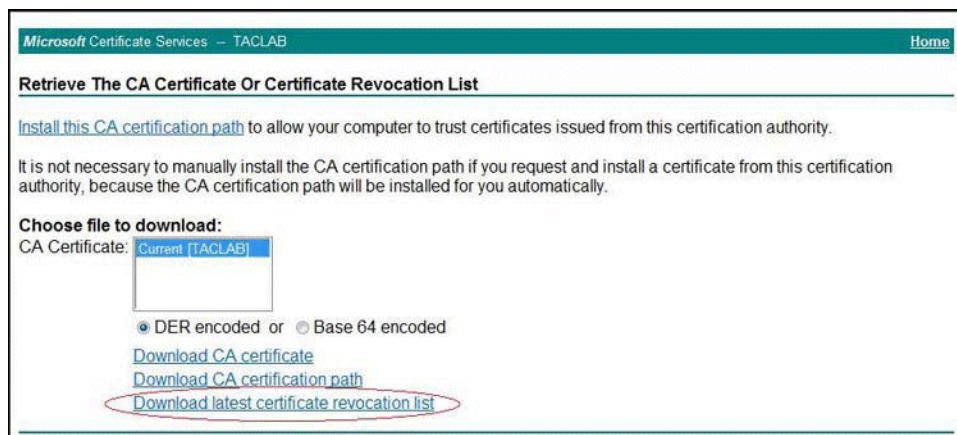 Microsoft Certificate Services -- TACLAB Home
Retrieve The CA Certificate Or Certificate Revocation List
Install this CA certification path to allow your computer to trust certificates issued from this certification authority.
It is not necessary to manually install the CA certification path if you request and install a certificate from this certification
authority, because the CA certification path will be installed for you automatically.
Choose file to download:
CA Certificate: Current [TACLAB]
DER encoded or Base 64 encoded
Download CA certificate
Download CA certification path
Download latest certificate revocation list